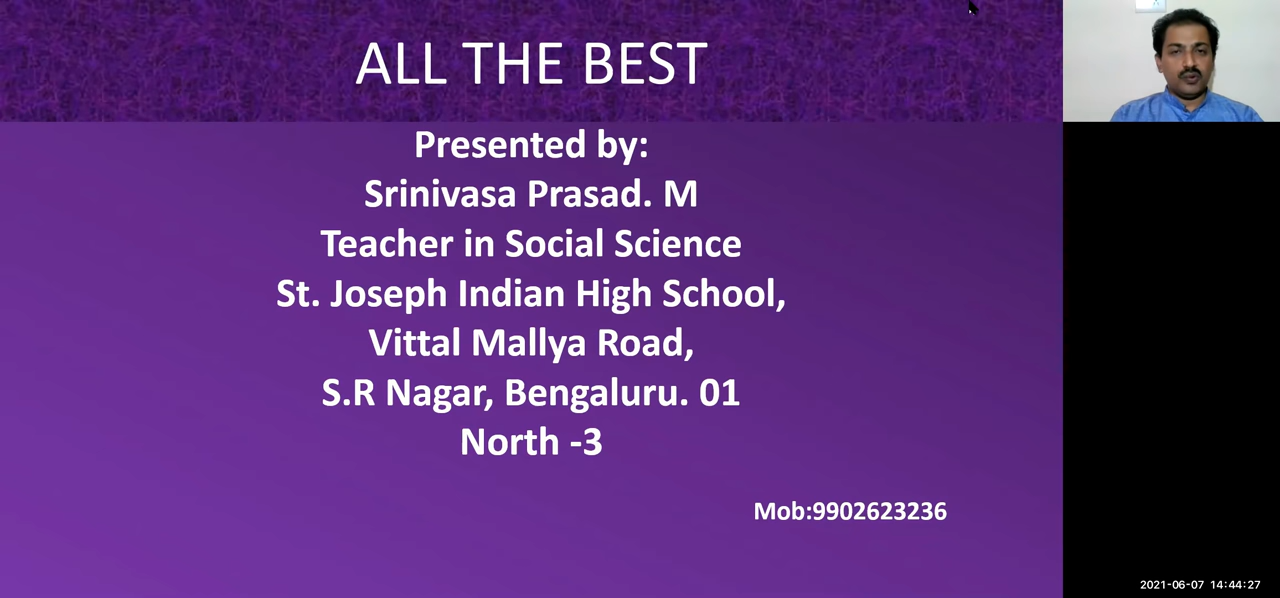 ALL THE BEST
Presented by:
Srinivasa Prasad. M
Teacher in Social Science
St. Joseph Indian High School,
Vittal Mallya Road,
S.R Nagar, Bengaluru. 01
North -3
Mob:9902623236
2021-06-07 14:44:27